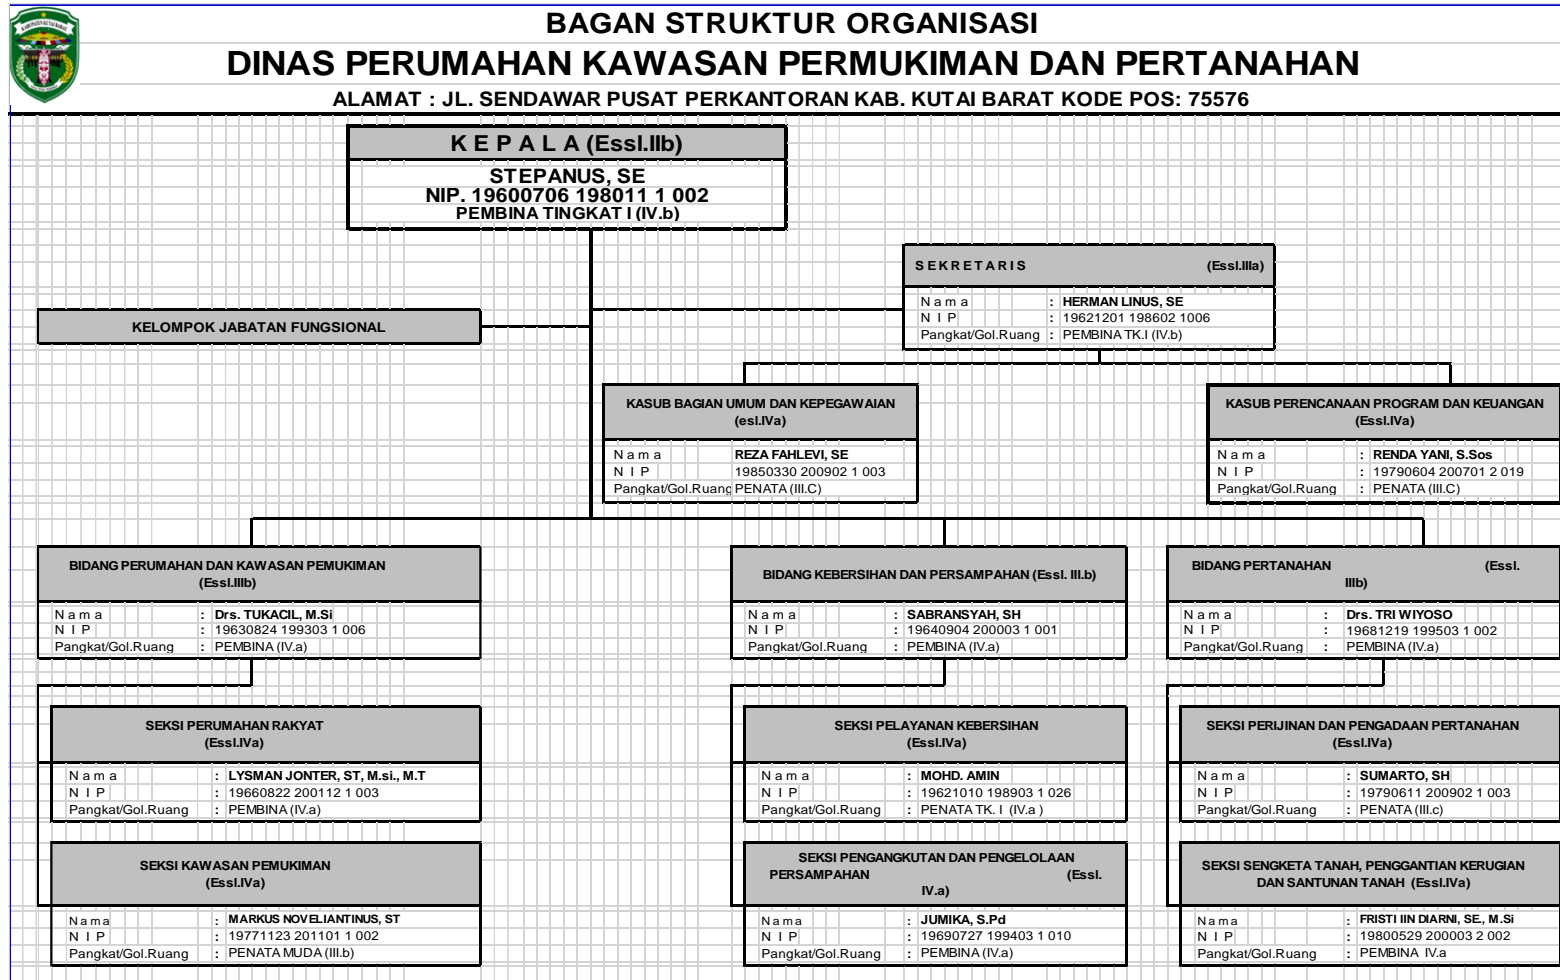 BAGAN STRUKTUR ORGANISASI
DINAS PERUMAHAN KAWASAN PERMUKIMAN DAN PERTANAHAN
ALAMAT : JL. SENDAWAR PUSAT PERKANTORAN KAB. KUTAI BARAT KODE POS: 75576
K E P A L A (Essl.IIb)
STEPANUS, SE
NIP. 19600706 198011 1 002
PEMBINA TINGKAT I (IV.b)
S E K R E T A R I S (Essl.IIIa)
N a m a : HERMAN LINUS, SE
N I P : 19621201 198602 1006
Pangkat/Gol.Ruang : PEMBINA TK.I (IV.b)
KELOMPOK JABATAN FUNGSIONAL
KASUB BAGIAN UMUM DAN KEPEGAWAIAN
(esl.IVa)
N a m a REZA FAHLEVI, SE
N I P 19850330 200902 1 003
Pangkat/Gol.Ruang PENATA (III.C)
KASUB PERENCANAAN PROGRAM DAN KEUANGAN
(Essl.IVa)
N a m a : RENDA YANI, S.Sos
N I P : 19790604 200701 2 019
Pangkat/Gol.Ruang : PENATA (III.C)
BIDANG PERUMAHAN DAN KAWASAN PEMUKIMAN
(Essl.IIIb)
N a m a : Drs. TUKACIL, M.Si
N I P : 19630824 199303 1 006
Pangkat/Gol.Ruang : PEMBINA (IV.a)
BIDANG KEBERSIHAN DAN PERSAMPAHAN (Essl. III.b)
N a m a : SABRANSYAH, SH
N I P : 19640904 200003 1 001
Pangkat/Gol.Ruang : PEMBINA (IV.a)
BIDANG PERTANAHAN (Essl.
IIIb)
N a m a : Drs. TRI WIYOSO
N I P : 19681219 199503 1 002
Pangkat/Gol.Ruang : PEMBINA (IV.a)
SEKSI PERUMAHAN RAKYAT
(Essl.IVa)
N a m a : LYSMAN JONTER, ST, M.si., M.T
N I P : 19660822 200112 1 003
Pangkat/Gol.Ruang : PEMBINA (IV.a)
SEKSI PELAYANAN KEBERSIHAN
(Essl.IVa)
N a m a : MOHD. AMIN
N I P : 19621010 198903 1 026
Pangkat/Gol.Ruang : PENATA TK. I (IV.a )
SEKSI PERIJINAN DAN PENGADAAN PERTANAHAN
(Essl.IVa)
N a m a : SUMARTO, SH
N I P : 19790611 200902 1 003
Pangkat/Gol.Ruang : PENATA (III.c)
SEKSI KAWASAN PEMUKIMAN
(Essl.IVa)
N a m a : MARKUS NOVELIANTINUS, ST
N I P : 19771123 201101 1 002
Pangkat/Gol.Ruang : PENATA MUDA (III.b)
SEKSI PENGANGKUTAN DAN PENGELOLAAN
PERSAMPAHAN (Essl.
IV.a)
N a m a : JUMIKA, S.Pd
N I P : 19690727 199403 1 010
Pangkat/Gol.Ruang : PEMBINA (IV.a)
SEKSI SENGKETA TANAH, PENGGANTIAN KERUGIAN
DAN SANTUNAN TANAH (Essl.IVa)
N a m a : FRISTI IIN DIARNI, SE., M.Si
N I P : 19800529 200003 2 002
Pangkat/Gol.Ruang : PEMBINA IV.a